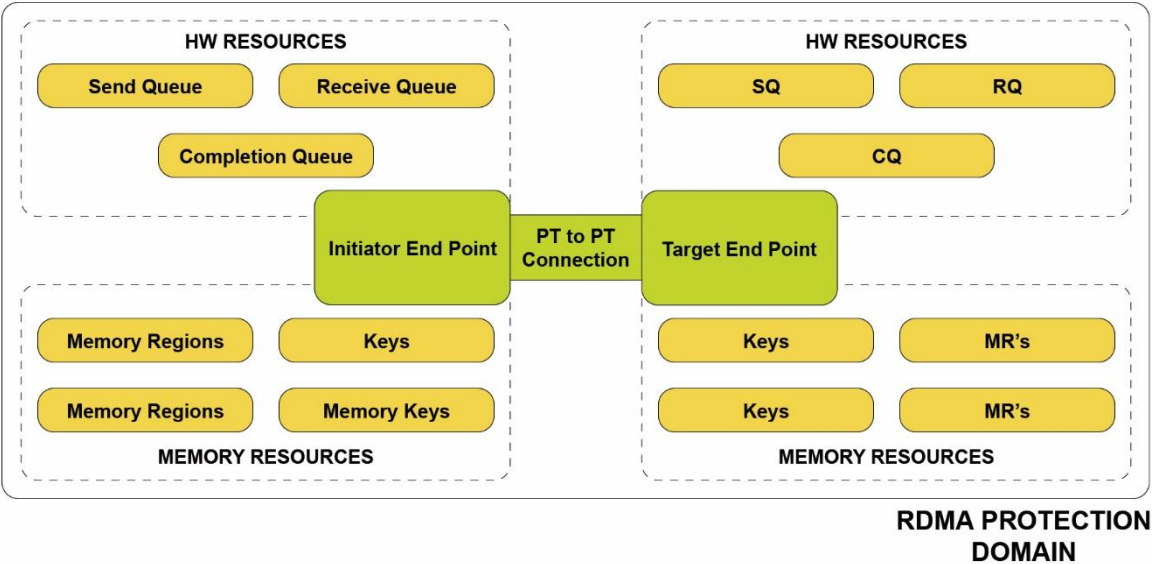 HW RESOURCES
Send Queue
Receive Queue
Completion Queue
HW RESOURCES
SQ
RQ
CQ
Initiator End Point
PT to PT
Connection
Target End Point
Memory Regions
Keys
Memory Regions
Memory Keys
MEMORY RESOURCES
Keys
MR's
Keys
MR's
MEMORY RESOURCES
RDMA PROTECTION
DOMAIN